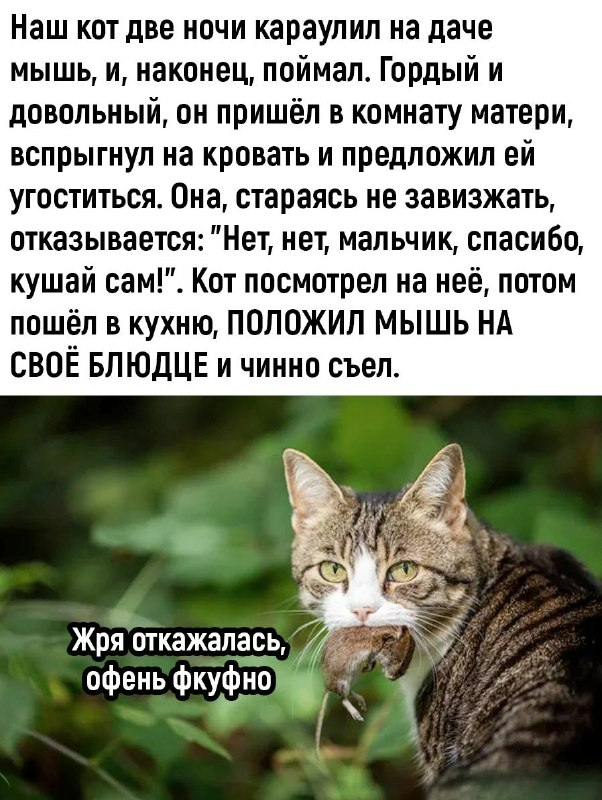 Наш кот две ночи караулил на даче
мышь, и, наконец, поймал. Гордый и
довольный, он пришёл в комнату матери,
вспрыгнул на кровать и предложил ей
угоститься. Она, стараясь не завизжать,
отказывается: "Нет, нет, мальчик, спасибо,
кушай сам!". Кот посмотрел на неё, потом
пошёл в кухню, ПОЛОЖИЛ МЫШЬ НА
СВОЁ БЛЮДЦЕ и чинно съел.
Жря откажалась,
офень фкуфно